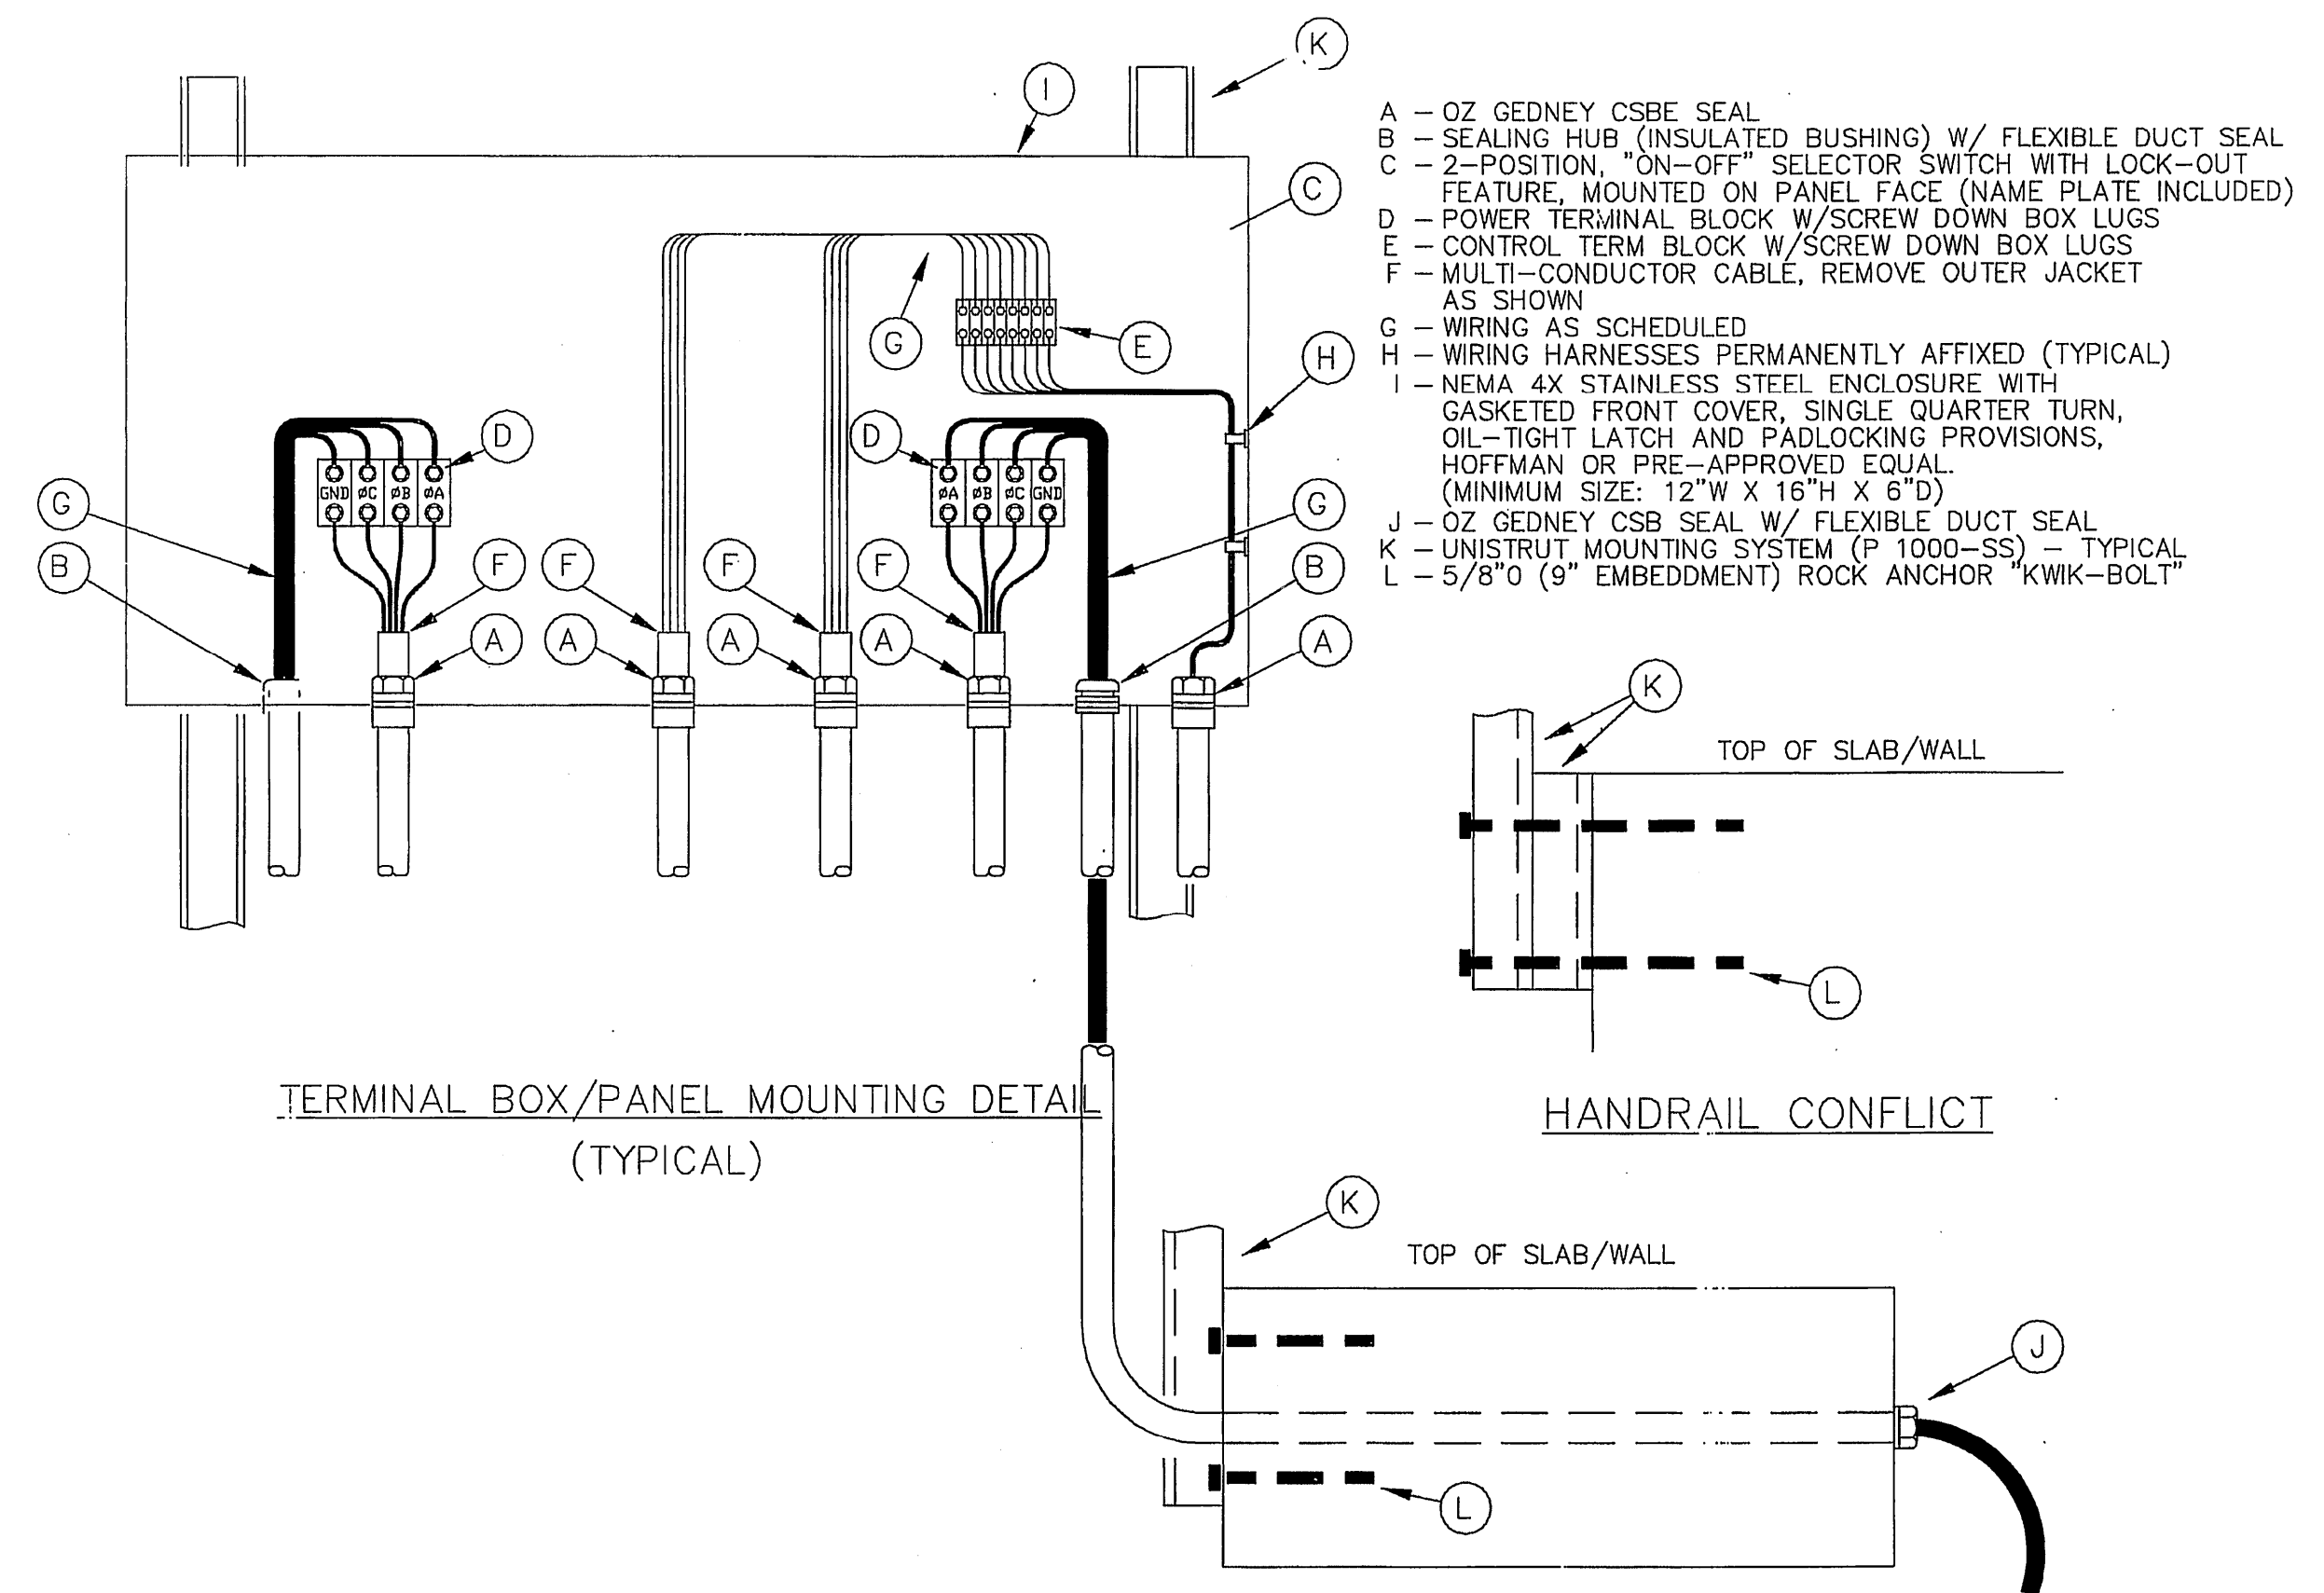 K
I
A – OZ GEDNEY CSBE SEAL
B – SEALING HUB (INSULATED BUSHING) W/ FLEXIBLE DUCT SEAL
C – 2–POSITION, "ON–OFF" SELECTOR SWITCH WITH LOCK–OUT
FEATURE, MOUNTED ON PANEL FACE (NAME PLATE INCLUDED)
D – POWER TERMINAL BLOCK W/SCREW DOWN BOX LUGS
E – CONTROL TERM BLOCK W/SCREW DOWN BOX LUGS
F – MULTI–CONDUCTOR CABLE, REMOVE OUTER JACKET
AS SHOWN
G – WIRING AS SCHEDULED
H – WIRING HARNESSES PERMANENTLY AFFIXED (TYPICAL)
I – NEMA 4X STAINLESS STEEL ENCLOSURE WITH
GASKETED FRONT COVER, SINGLE QUARTER TURN,
OIL–TIGHT LATCH AND PADLOCKING PROVISIONS,
HOFFMAN OR PRE–APPROVED EQUAL.
(MINIMUM SIZE: 12"W X 16"H X 6"D)
J – OZ GEDNEY CSB SEAL W/ FLEXIBLE DUCT SEAL
K – UNISTRUT MOUNTING SYSTEM (P 1000–SS) – TYPICAL
L – 5/8"O (9" EMBEDDMENT) ROCK ANCHOR "KWIK–BOLT"
C
G
E
H
D
D
GND ØC ØB ØA
ØA ØB ØC GND
G
G
B
F
F
F
F
B
A
A
A
A
A
K
TOP OF SLAB/WALL
L
TERMINAL BOX/PANEL MOUNTING DETAIL
(TYPICAL)
HANDRAIL CONFLICT
K
TOP OF SLAB/WALL
J
L